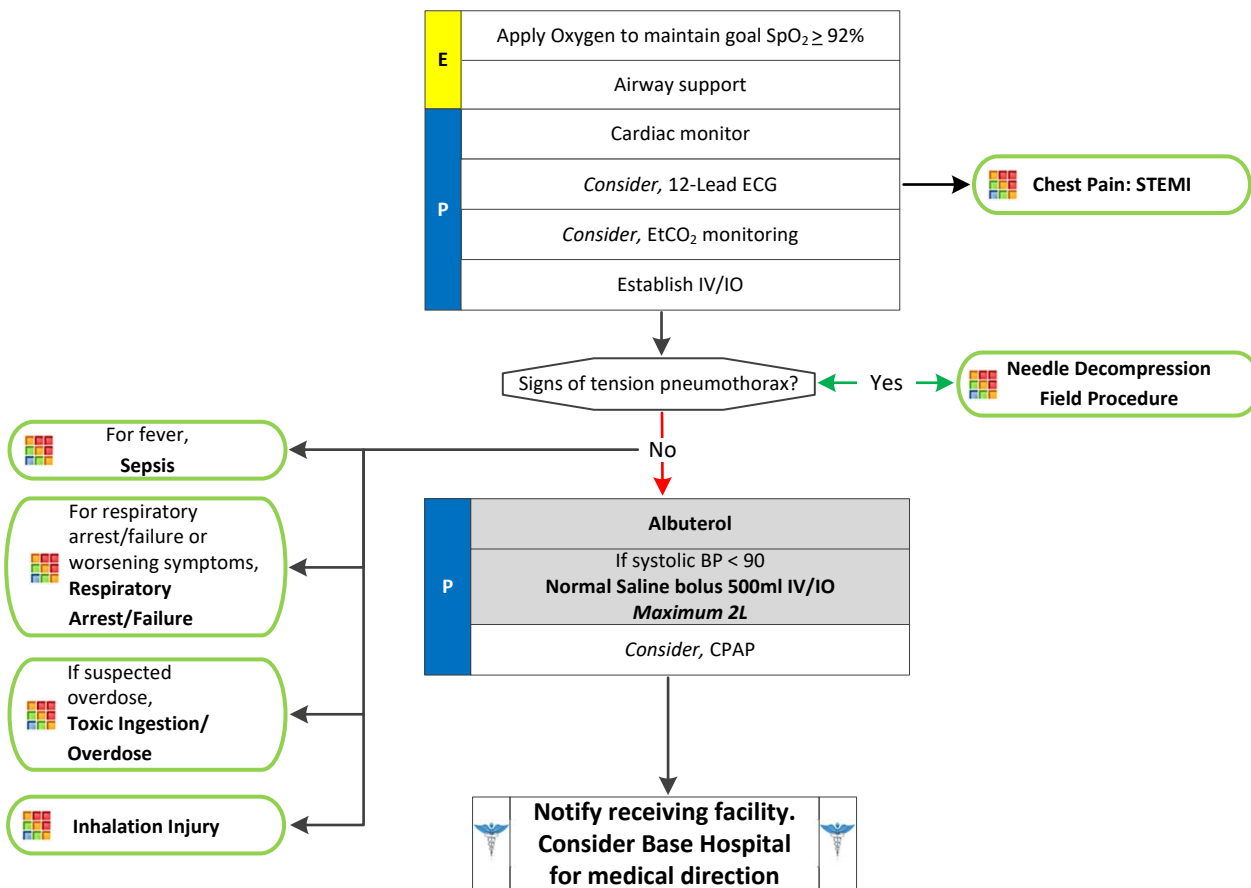 E
Apply Oxygen to maintain goal SpO₂ ≥ 92%
Airway support
P
Cardiac monitor
Consider, 12-Lead ECG
Chest Pain: STEMI
Consider, EtCO₂ monitoring
Establish IV/IO
Signs of tension pneumothorax?
Yes
Needle Decompression
Field Procedure
No
For fever,
Sepsis
For respiratory
arrest/failure or
worsening symptoms,
Respiratory
Arrest/Failure
If suspected
overdose,
Toxic Ingestion/
Overdose
Inhalation Injury
P
Albuterol
If systolic BP < 90
Normal Saline bolus 500ml IV/IO
Maximum 2L
Consider, CPAP
Notify receiving facility.
Consider Base Hospital
for medical direction